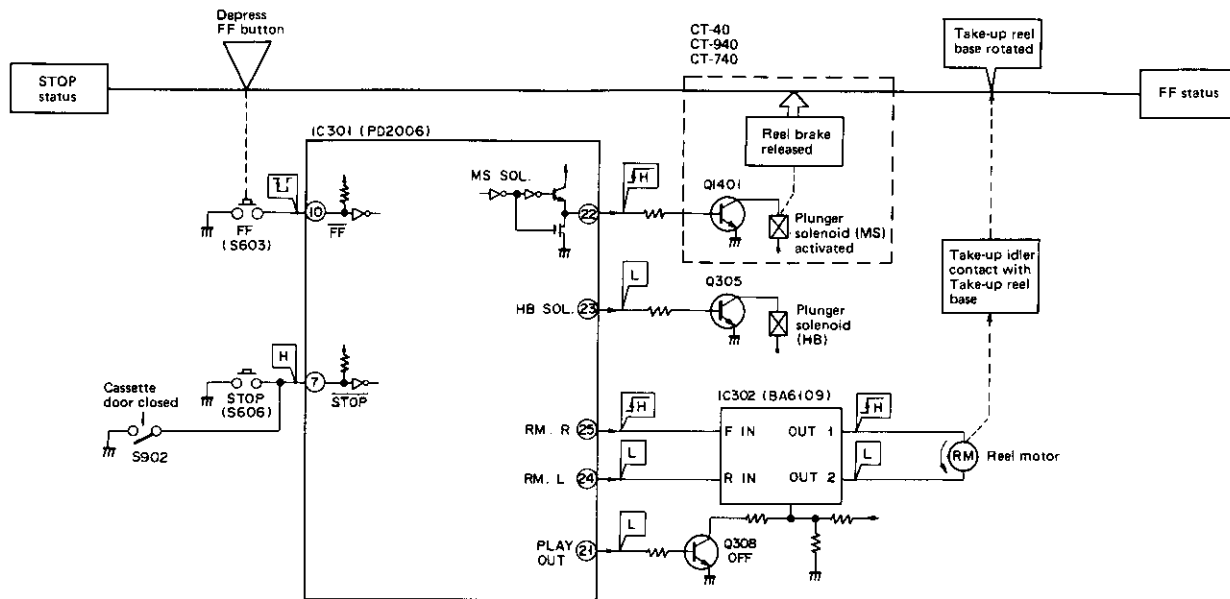 Depress
FF button
CT-40
CT-940
CT-740
Take-up reel
base rotated
STOP
status
FF status
IC301 (PD2006)
Reel brake
released
MS SOL.
H
Q1401
10
FF
22
FF
(S603)
Plunger
solenoid (MS)
activated
L
Q305
HB SOL.
23
Plunger
solenoid
(HB)
Take-up idler
contact with
Take-up reel
base
H
7
STOP
STOP
(S606)
Cassette
door closed
S902
IC302 (BA6109)
H
H
RM. R
25
F IN
OUT 1
L
L
RM
Reel motor
RM. L
24
R IN
OUT 2
L
PLAY
OUT
21
Q308
OFF